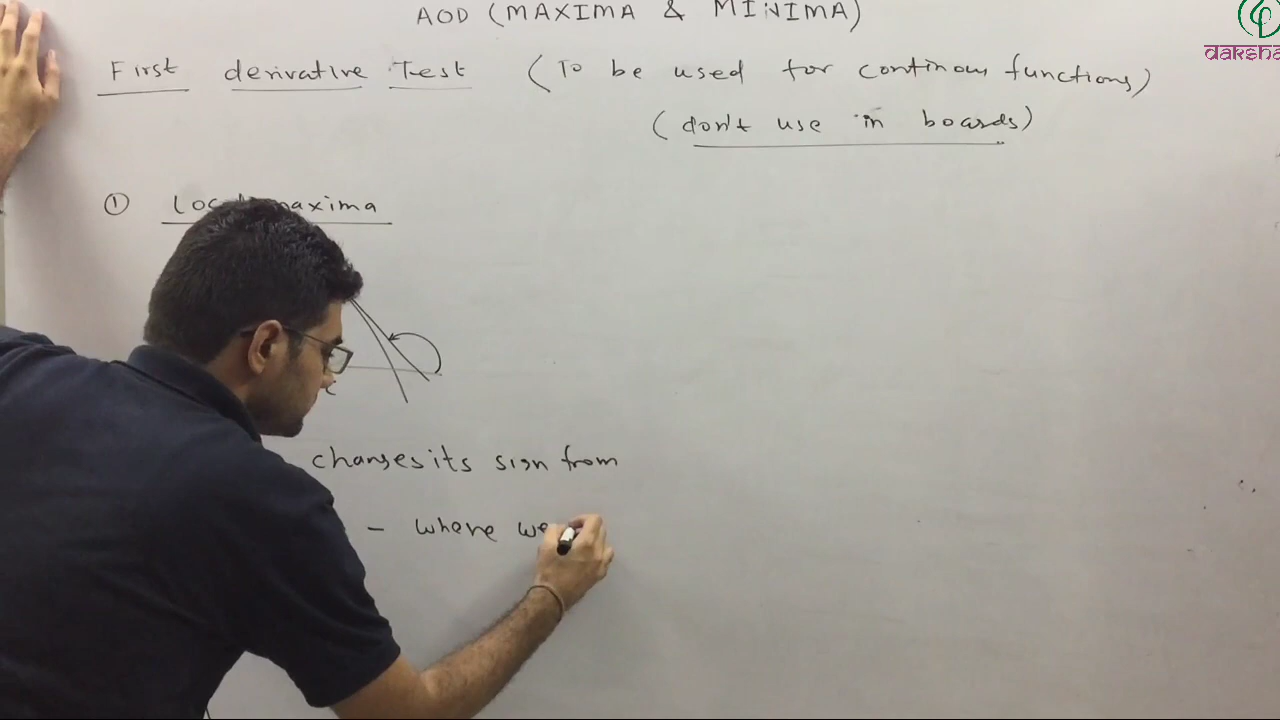 AOD (MAXIMA & MINIMA)
First derivative Test (To be used for continous functions)
(don't use in boards)
① maxima
changes its sign from
- where we
daksha